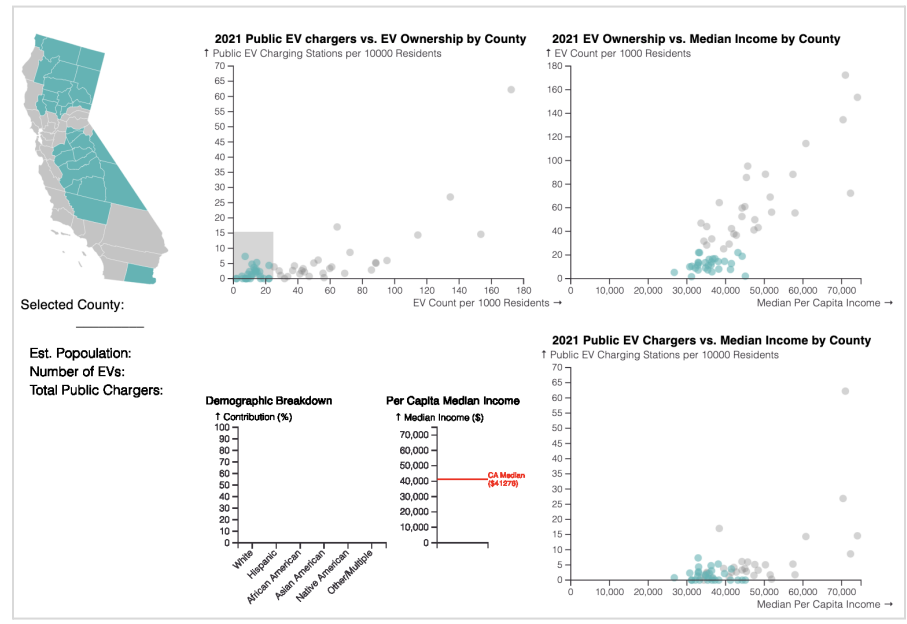 2021 Public EV chargers vs. EV Ownership by County
↑ Public EV Charging Stations per 10000 Residents
70
65
60
55
50
45
40
35
30
25
20
15
10
5
0
0 20 40 60 80 100 120 140 160 180
EV Count per 1000 Residents →
2021 EV Ownership vs. Median Income by County
↑ EV Count per 1000 Residents
180
160
140
120
100
80
60
40
20
0
0 10,000 20,000 30,000 40,000 50,000 60,000 70,000
Median Per Capita Income →
Selected County:
Est. Popoulation:
Number of EVs:
Total Public Chargers:
Demographic Breakdown
↑ Contribution (%)
100
90
80
70
60
50
40
30
20
10
0
White
Hispanic
African American
Asian American
Native American
Other/Multiple
Per Capita Median Income
↑ Median Income ($)
70,000
60,000
50,000
40,000
30,000
20,000
10,000
0
CA Median
($41276)
2021 Public EV Chargers vs. Median Income by County
↑ Public EV Charging Stations per 10000 Residents
70
65
60
55
50
45
40
35
30
25
20
15
10
5
0
0 10,000 20,000 30,000 40,000 50,000 60,000 70,000
Median Per Capita Income →